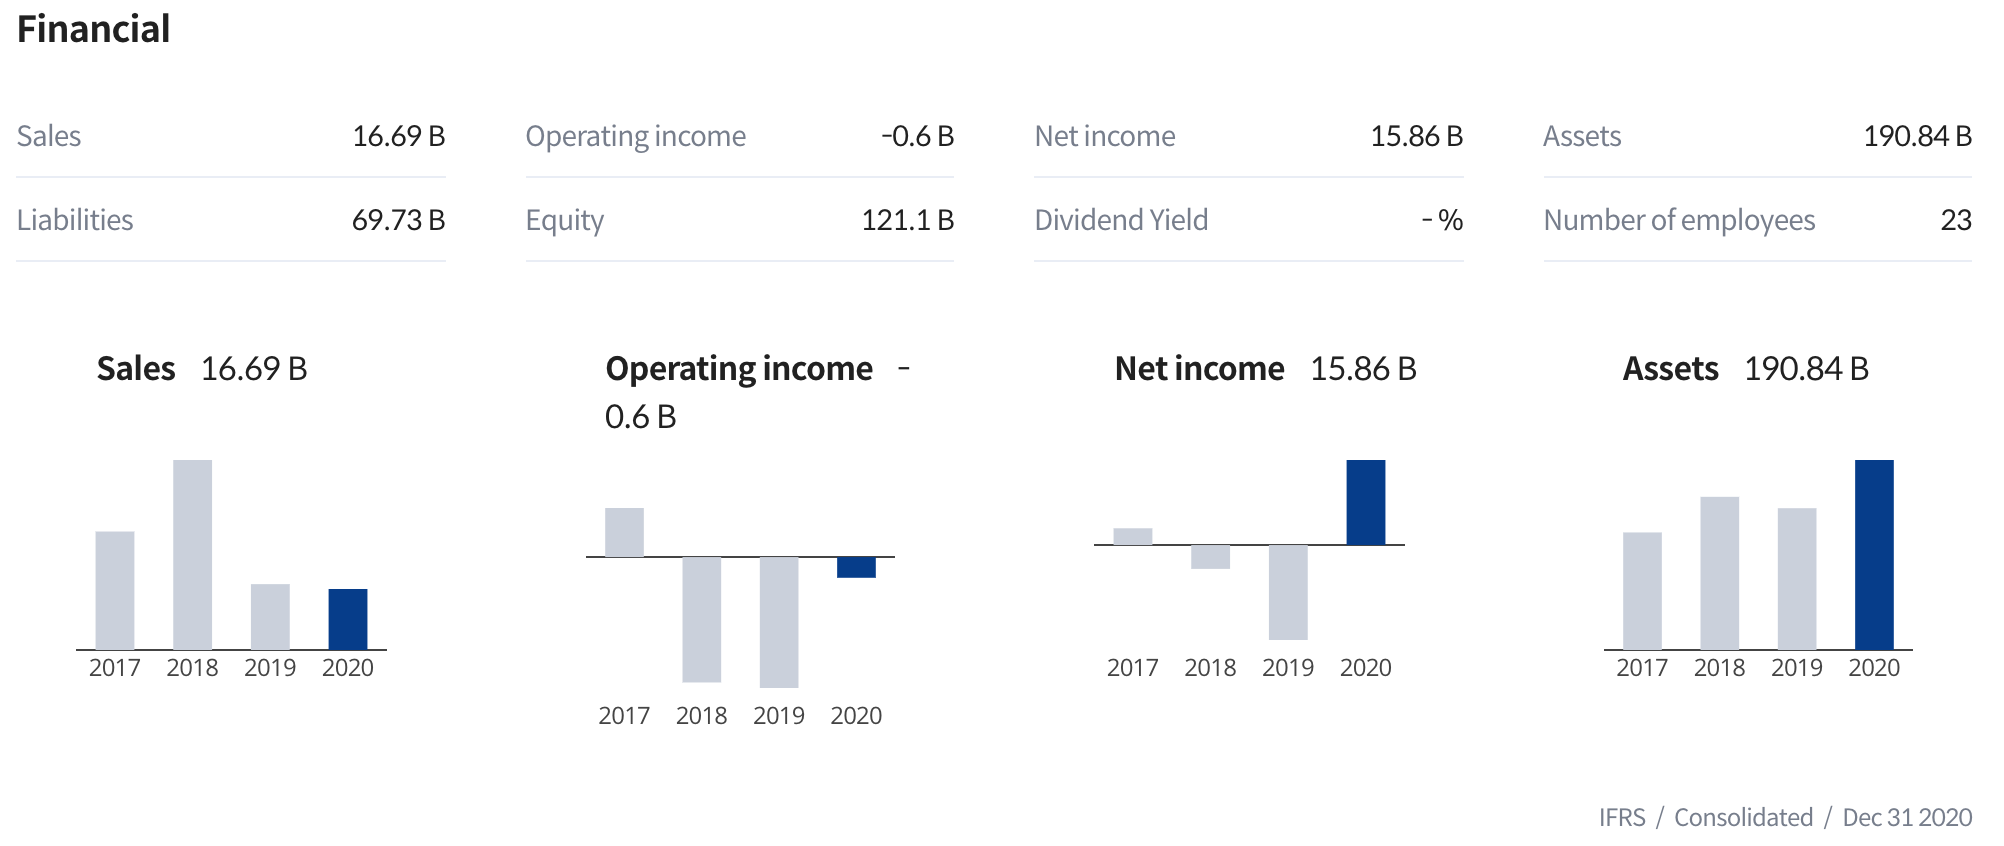 Financial
Sales 16.69 B Operating income -0.6 B Net income 15.86 B Assets 190.84 B
Liabilities 69.73 B Equity 121.1 B Dividend Yield - % Number of employees 23
Sales 16.69 B Operating income - Net income 15.86 B Assets 190.84 B
0.6 B
2017 2018 2019 2020 2017 2018 2019 2020 2017 2018 2019 2020
2017 2018 2019 2020
IFRS / Consolidated / Dec 31 2020